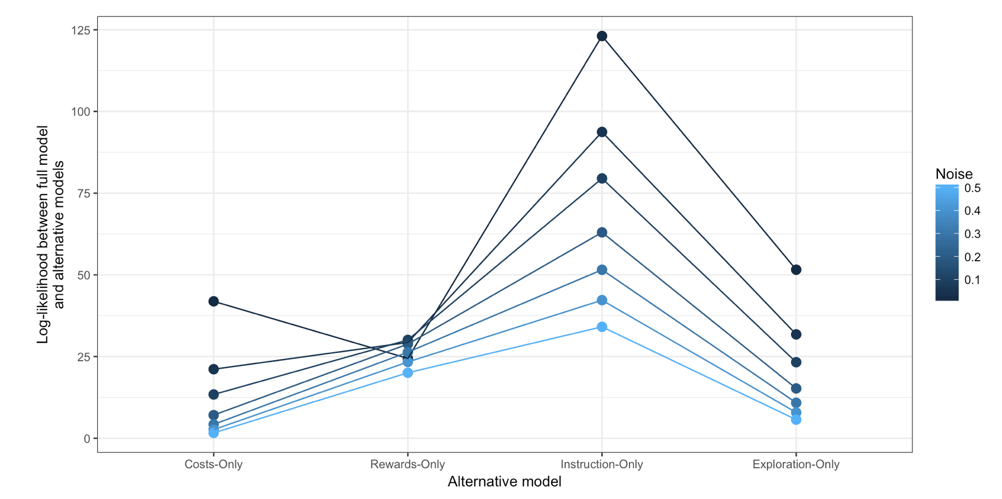 Log-likelihood between full model
and alternative models
125
100
75
50
25
0
Costs-Only
Rewards-Only
Instruction-Only
Exploration-Only
Alternative model
Noise
0.5
0.4
0.3
0.2
0.1